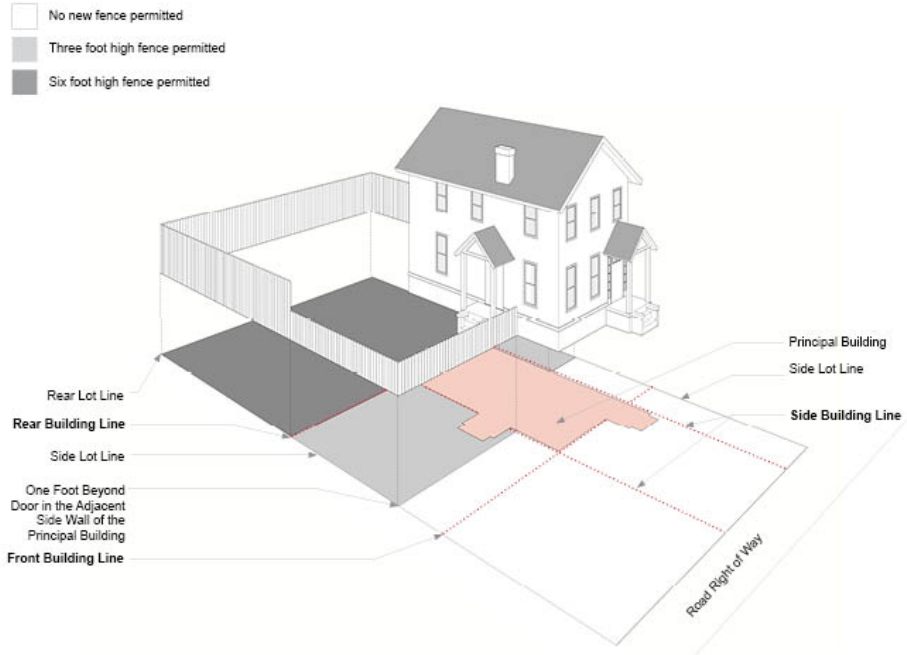 No new fence permitted
Three foot high fence permitted
Six foot high fence permitted
Principal Building
Side Lot Line
Side Building Line
Rear Lot Line
Rear Building Line
Side Lot Line
One Foot Beyond
Door in the Adjacent
Side Wall of the
Principal Building
Front Building Line
Road Right of Way